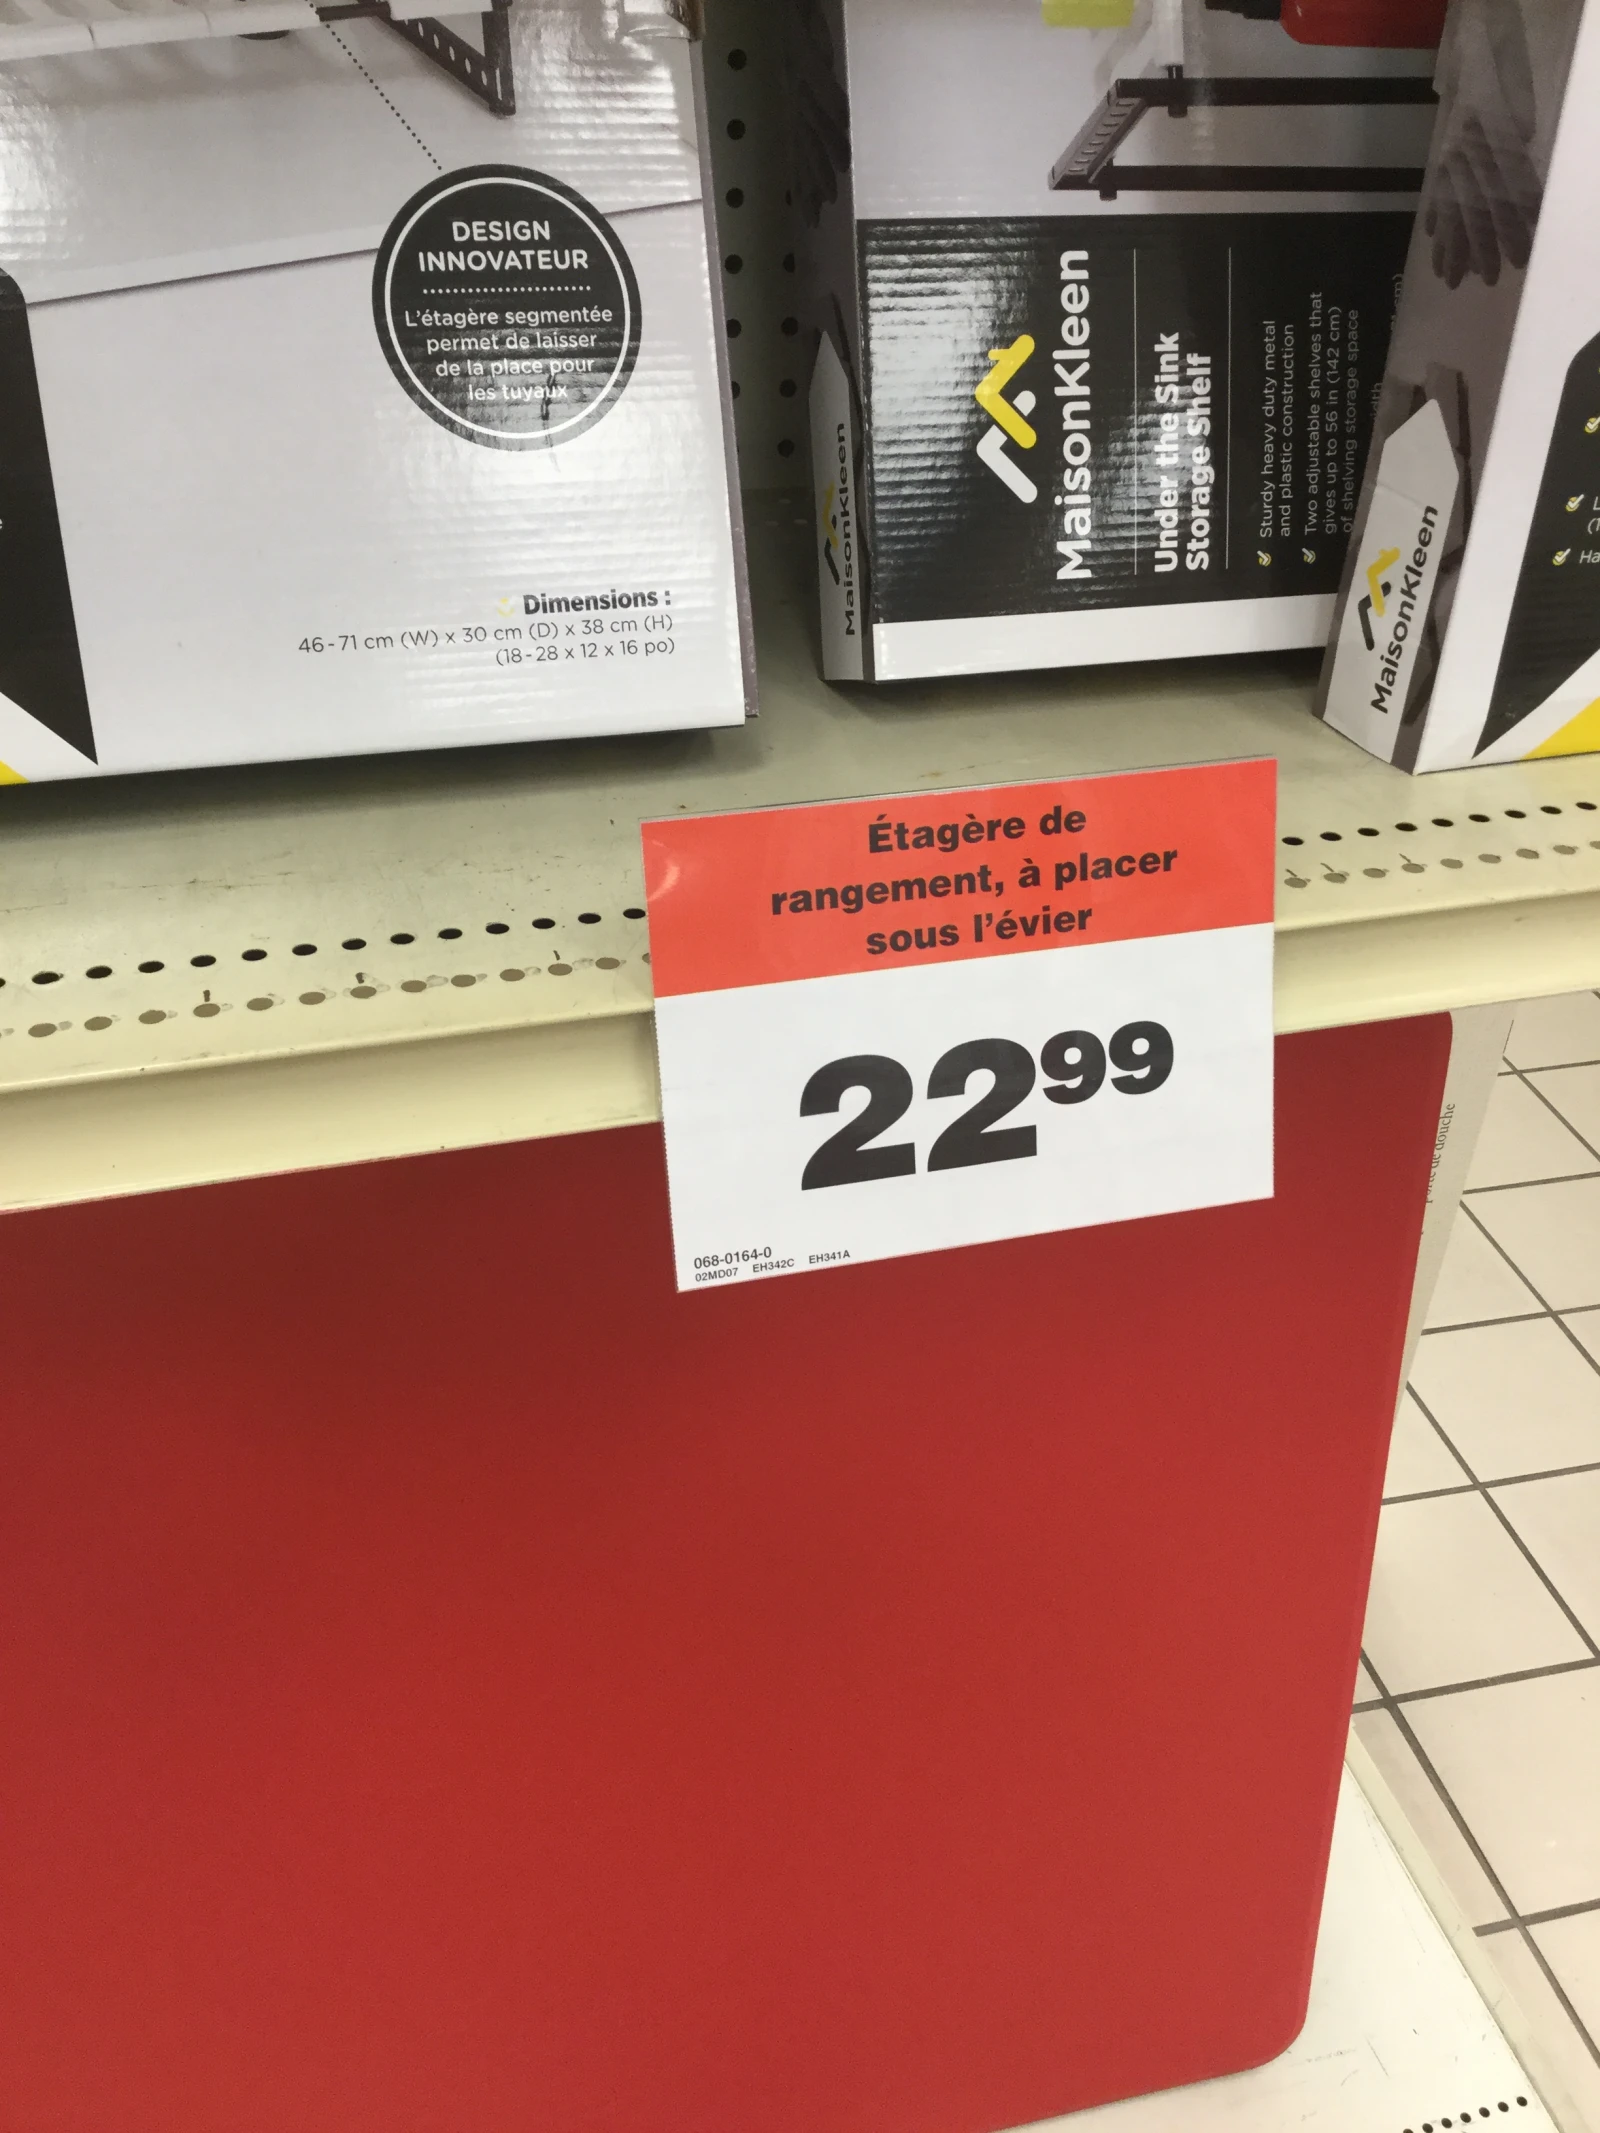 DESIGN
INNOVATEUR
L'étagère segmentée
permet de laisser
de la place pour
les tuyaux
Dimensions :
46-71 cm (W) x 30 cm (D) x 38 cm (H)
(18-28 x 12 x 16 po)
MaisonKleen
MaisonKleen
Under the Sink
Storage Shelf
Sturdy heavy duty metal
and plastic construction
Two adjustable shelves that
gives up to 56 in (142 cm)
of shelving storage space
cm)
MaisonKleen
Étagère de
rangement, à placer
sous l'évier
22 99
068-0164-0
02MD07 EH342C EH341A
de douche